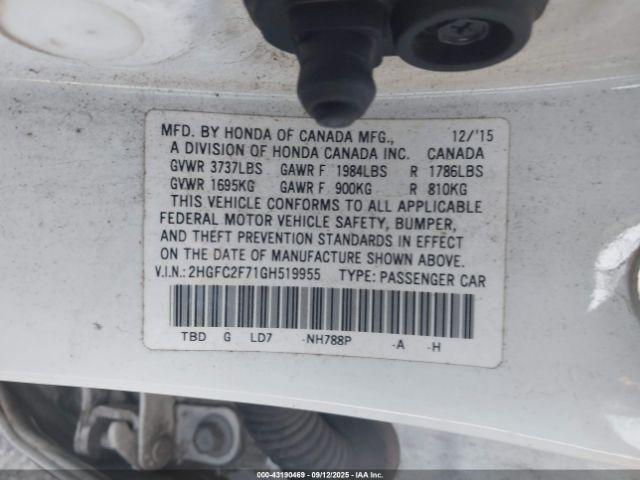 MFD. BY HONDA OF CANADA MFG., 12/'15
A DIVISION OF HONDA CANADA INC. CANADA
GVWR 3737LBS GAWR F 1984LBS R 1786LBS
GVWR 1695KG GAWR F 900KG R 810KG
THIS VEHICLE CONFORMS TO ALL APPLICABLE
FEDERAL MOTOR VEHICLE SAFETY, BUMPER,
AND THEFT PREVENTION STANDARDS IN EFFECT
ON THE DATE OF MANUFACTURE SHOWN ABOVE.
V.I.N.: 2HGFC2F71GH519955 TYPE: PASSENGER CAR
TBD G LD7 -NH788P -A -H
000-43190469 - 09/12/2025 - IAA Inc.